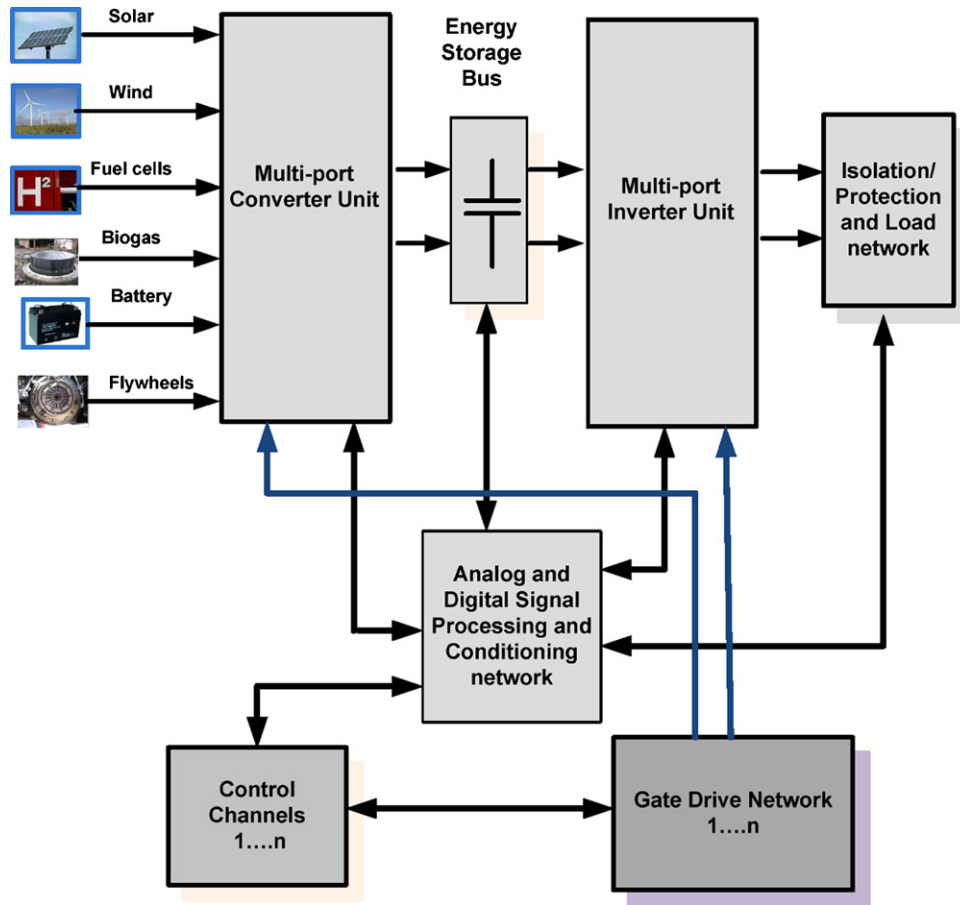 Solar
Wind
Fuel cells
H²
Biogas
Battery
Flywheels
Multi-port
Converter Unit
Energy
Storage
Bus
Multi-port
Inverter Unit
Isolation/
Protection
and Load
network
Analog and
Digital Signal
Processing and
Conditioning
network
Control
Channels
1....n
Gate Drive Network
1....n